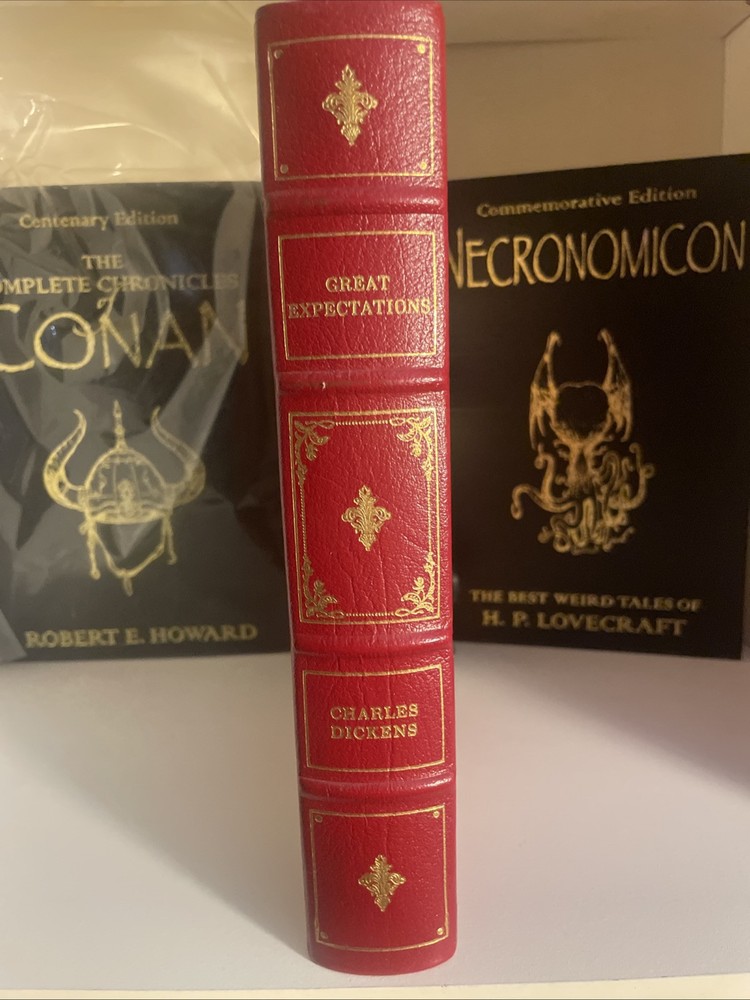 Centenary Edition
THE
OMPLETE CHRONICLES
CONAN
ROBERT E. HOWARD
GREAT
EXPECTATIONS
CHARLES
DICKENS
Commemorative Edition
NECRONOMICON
THE BEST WEIRD TALES OF
H. P. LOVECRAFT